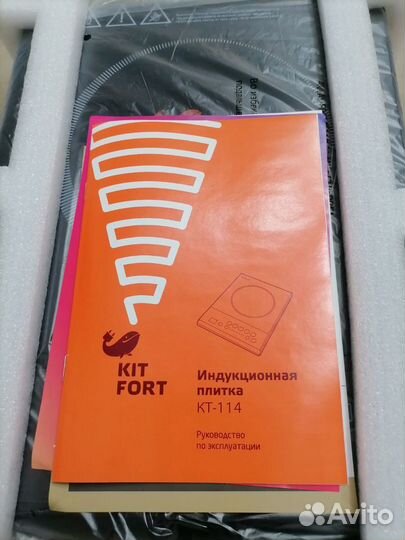 KIT
FORT
Индукционная
плитка
КТ-114
Руководство
по эксплуатации
Avito